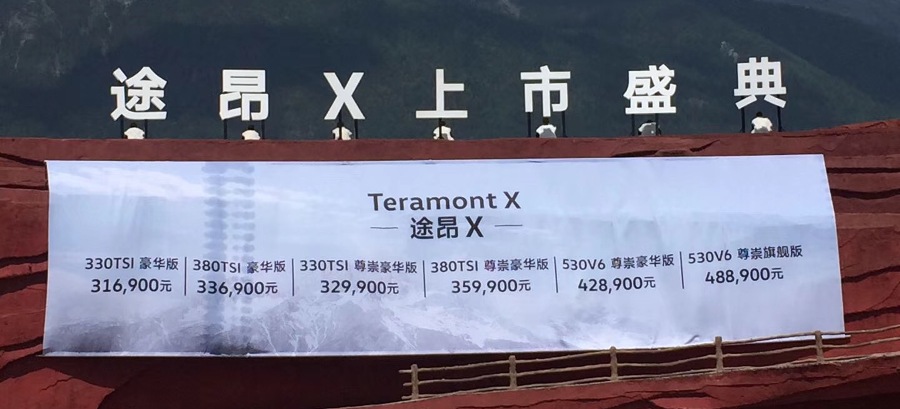 途昂X上市盛典
Teramont X
途昂X
330TSI 豪华版 380TSI 豪华版 330TSI 尊崇豪华版 380TSI 尊崇豪华版 530V6 尊崇豪华版 530V6 尊崇旗舰版
316,900元 336,900元 329,900元 359,900元 428,900元 488,900元